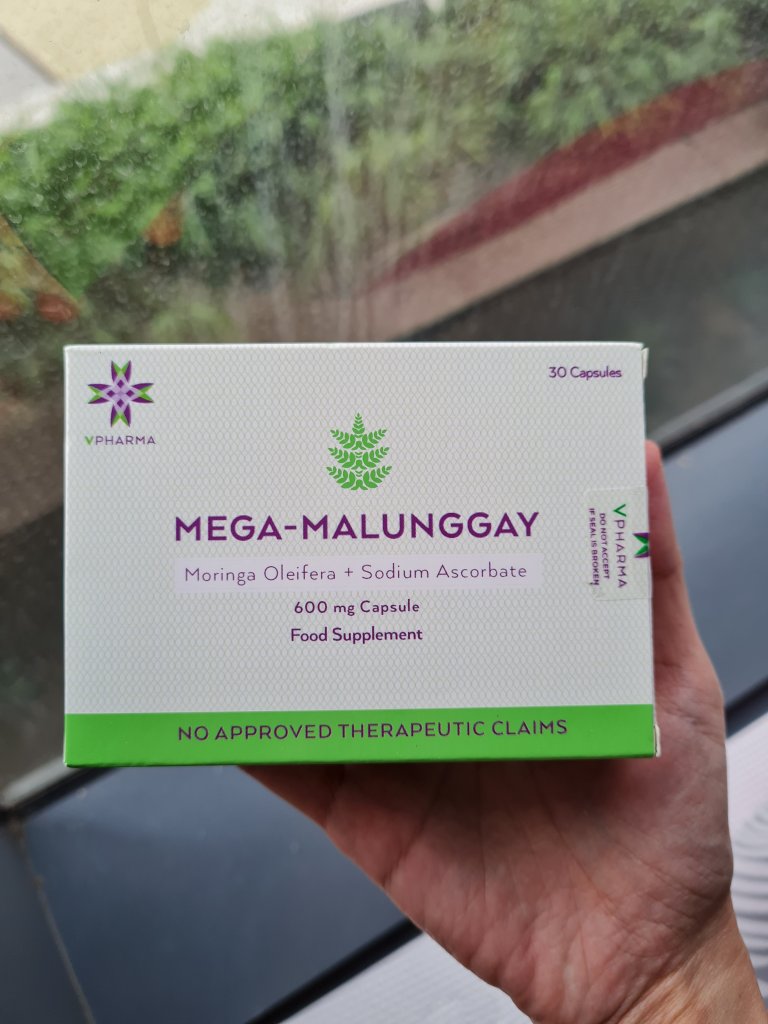 VPHARMA
30 Capsules
MEGA-MALUNGGAY
Moringa Oleifera + Sodium Ascorbate
600 mg Capsule
Food Supplement
NO APPROVED THERAPEUTIC CLAIMS
VPHARMA
DO NOT ACCEPT
IF SEAL IS BROKEN